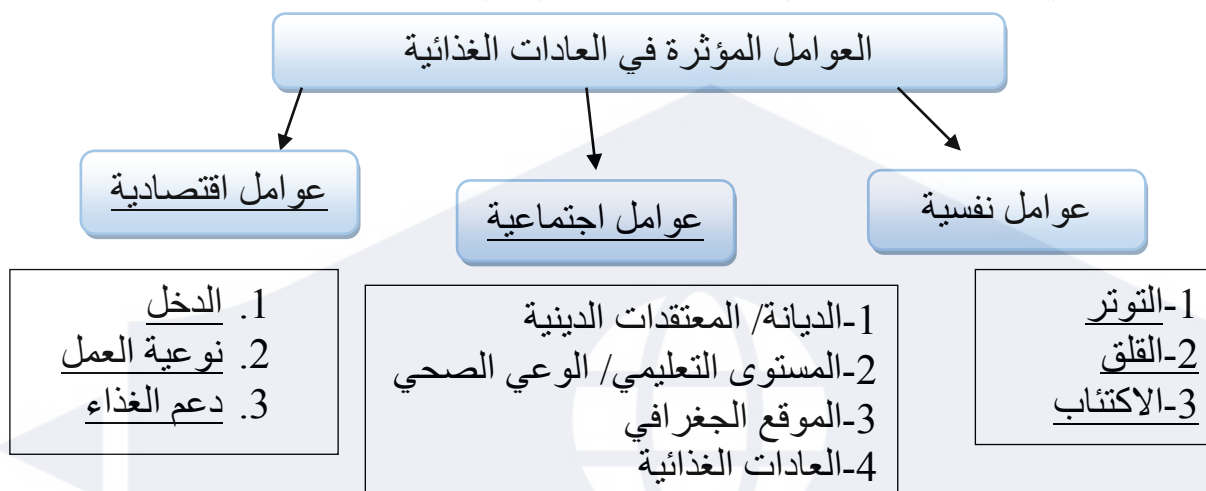 العوامل المؤثرة في العادات الغذائية
عوامل نفسية
عوامل اجتماعية
عوامل اقتصادية
1-التوتر
2-القلق
3-الاكتئاب
1-الديانة/ المعتقدات الدينية
2-المستوى التعليمي/ الوعي الصحي
3-الموقع الجغرافي
4-العادات الغذائية
1. الدخل
2. نوعية العمل
3. دعم الغذاء